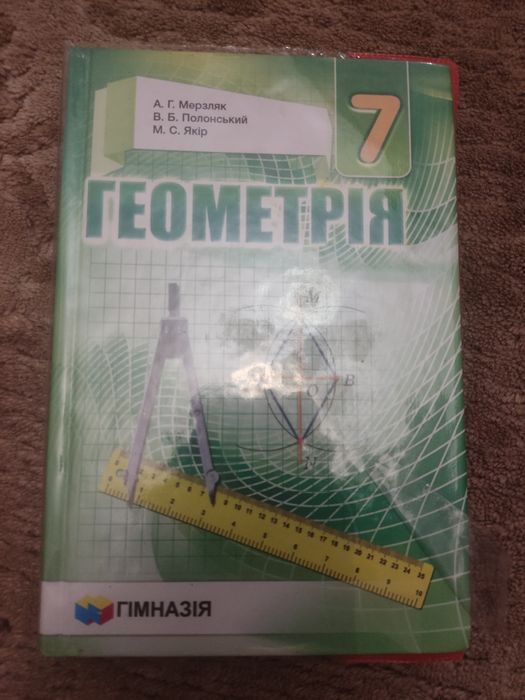 А. Г. Мерзляк
В. Б. Полонський
М. С. Якір
7
ГЕОМЕТРІЯ
M
B
O
N
ГІМНАЗІЯ